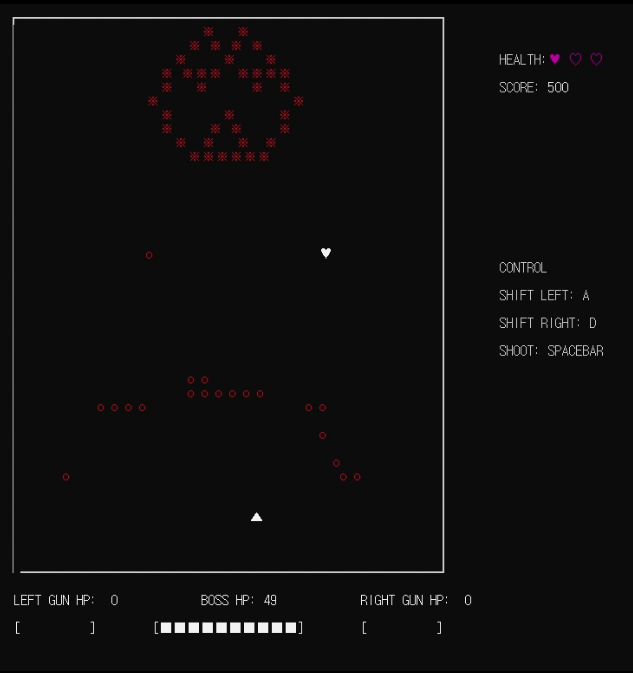 HEALTH:♥ ♡ ♡
SCORE: 500
CONTROL
SHIFT LEFT: A
SHIFT RIGHT: D
SHOOT: SPACEBAR
LEFT GUN HP: 0
BOSS HP: 49
RIGHT GUN HP: 0
[ ]
[■■■■■■■■■■]
[ ]